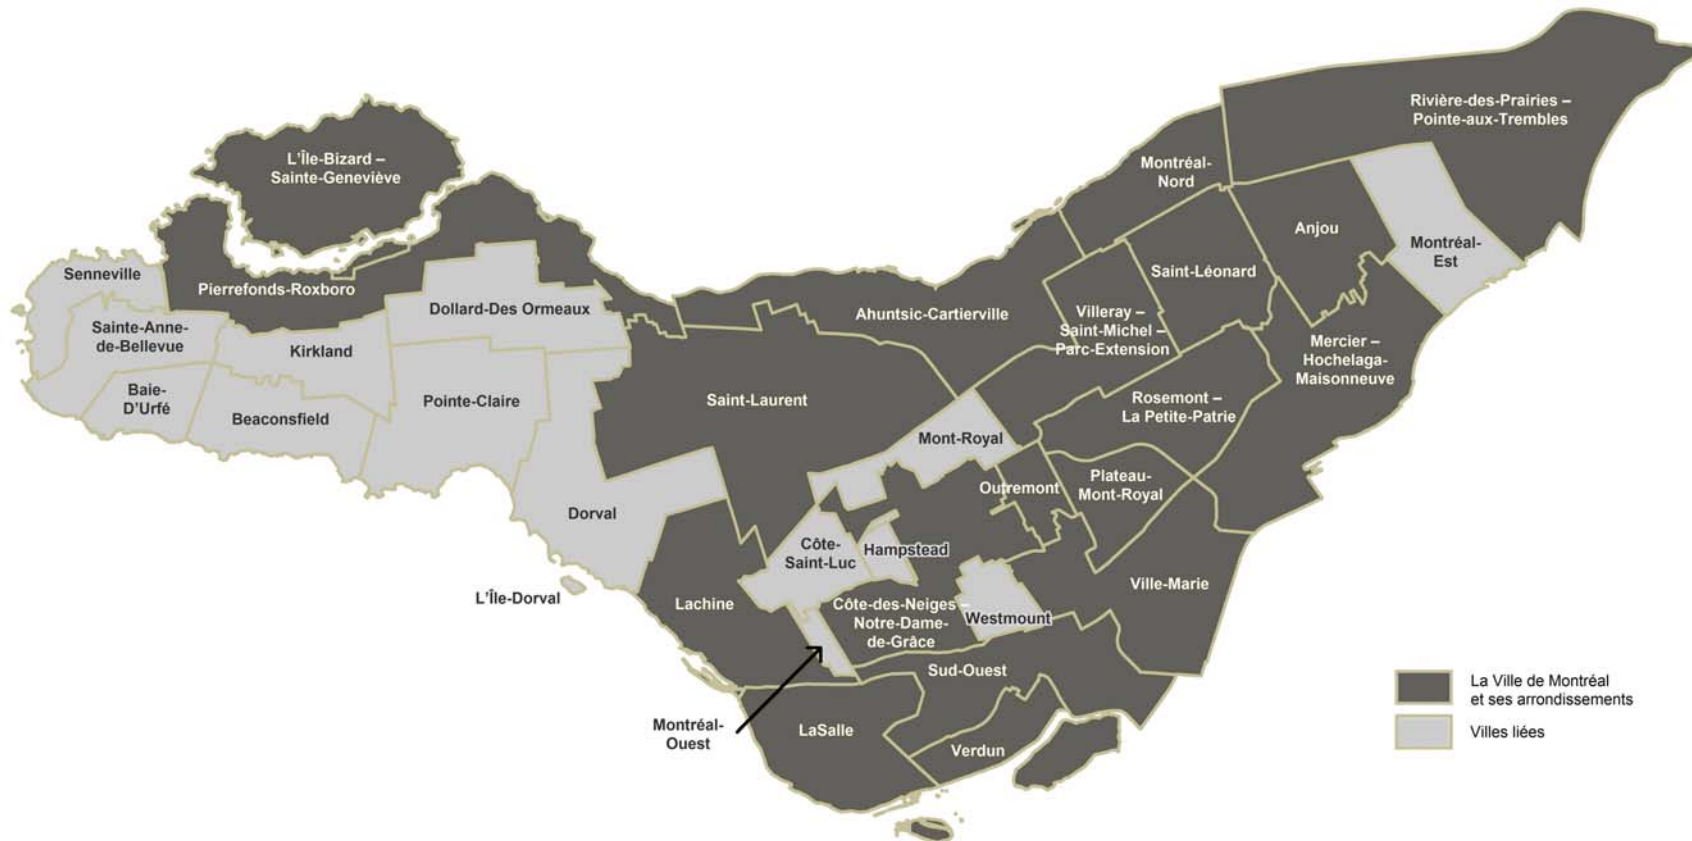 Rivière-des-Prairies –
Pointe-aux-Trembles
L'Île-Bizard –
Sainte-Geneviève
Montréal-
Nord
Anjou
Montréal-
Est
Senneville
Pierrefonds-Roxboro
Saint-Léonard
Dollard-Des Ormeaux
Ahuntsic-Cartierville
Villeray –
Saint-Michel –
Parc-Extension
Sainte-Anne-
de-Bellevue
Kirkland
Mercier –
Hochelaga-
Maisonneuve
Baie-
D'Urfé
Beaconsfield
Pointe-Claire
Saint-Laurent
Rosemont –
La Petite-Patrie
Mont-Royal
Outremont
Plateau-
Mont-Royal
Dorval
Côte-
Saint-Luc
Hampstead
Ville-Marie
L'Île-Dorval
Lachine
Côte-des-Neiges –
Notre-Dame-
de-Grâce
Westmount
Sud-Ouest
Montréal-
Ouest
LaSalle
Verdun
La Ville de Montréal
et ses arrondissements
Villes liées